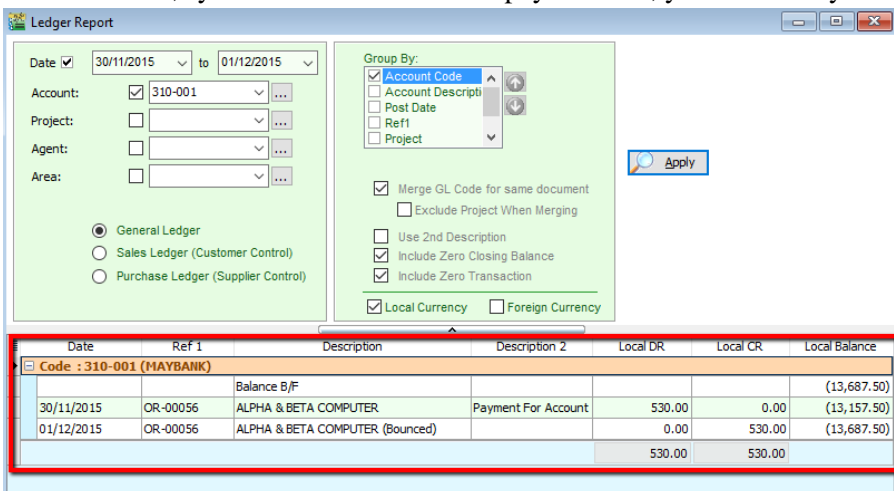 Ledger Report
Date 30/11/2015 to 01/12/2015
Account: 310-001 ...
Project: ...
Agent: ...
Area: ...
General Ledger
Sales Ledger (Customer Control)
Purchase Ledger (Supplier Control)
Group By:
Account Code
Account Descripti
Post Date
Ref1
Project
Merge GL Code for same document
Exclude Project When Merging
Use 2nd Description
Include Zero Closing Balance
Include Zero Transaction
Local Currency Foreign Currency
Apply
Date Ref 1 Description Description 2 Local DR Local CR Local Balance
Code : 310-001 (MAYBANK)
Balance B/F (13,687.50)
30/11/2015 OR-00056 ALPHA & BETA COMPUTER Payment For Account 530.00 0.00 (13,157.50)
01/12/2015 OR-00056 ALPHA & BETA COMPUTER (Bounced) 0.00 530.00 (13,687.50)
530.00 530.00